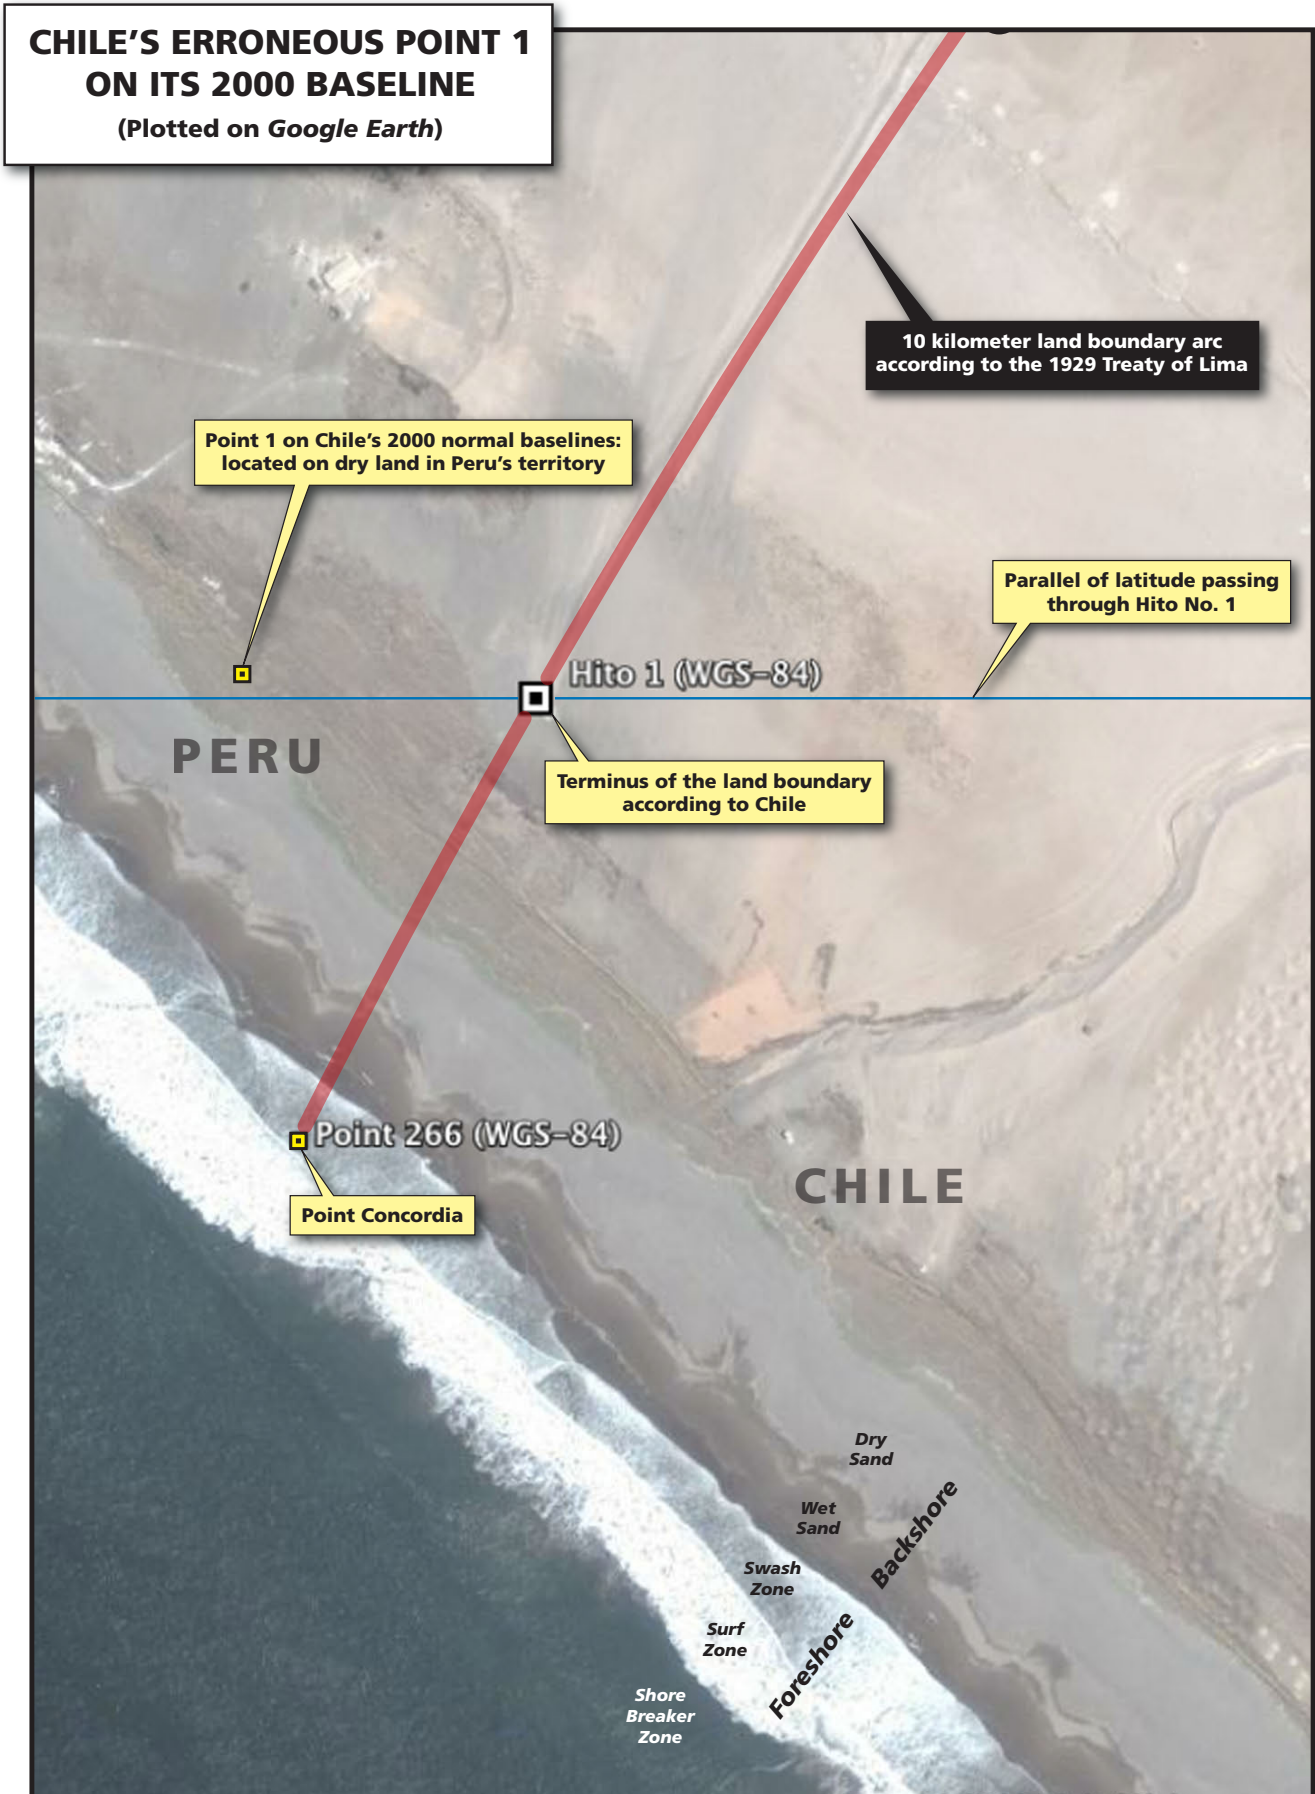 CHILE’S ERRONEOUS POINT 1
ON ITS 2000 BASELINE
(Plotted on Google Earth)
10 kilometer land boundary arc
according to the 1929 Treaty of Lima
Point 1 on Chile’s 2000 normal baselines:
located on dry land in Peru’s territory
Parallel of latitude passing
through Hito No. 1
Hito 1 (WGS-84)
PERU
Terminus of the land boundary
according to Chile
Point 266 (WGS-84)
CHILE
Point Concordia
Dry
Sand
Wet
Sand
Backshore
Swash
Zone
Surf
Zone
Foreshore
Shore
Breaker
Zone